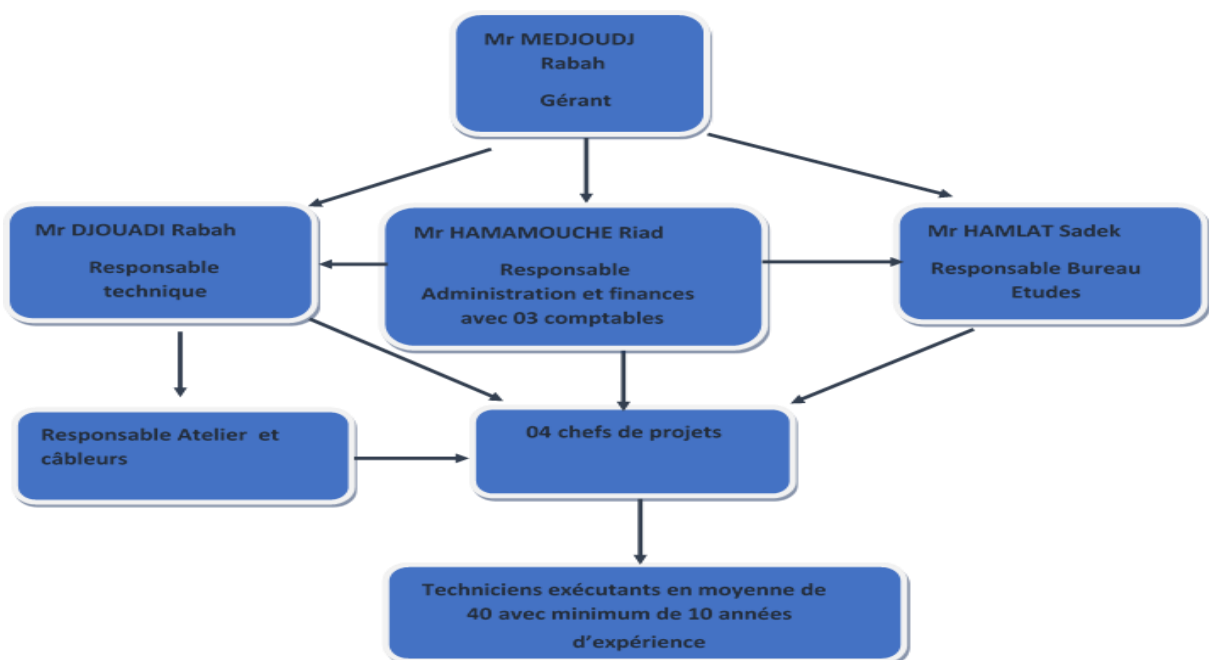 Mr MEDJOUDJ
Rabah
Gérant
Mr DJOUADI Rabah
Responsable
technique
Mr HAMAMOUCHE Riad
Responsable
Administration et finances
avec 03 comptables
Mr HAMLAT Sadek
Responsable Bureau
Etudes
Responsable Atelier et
câbleurs
04 chefs de projets
Techniciens exécutants en moyenne de
40 avec minimum de 10 années
d’expérience